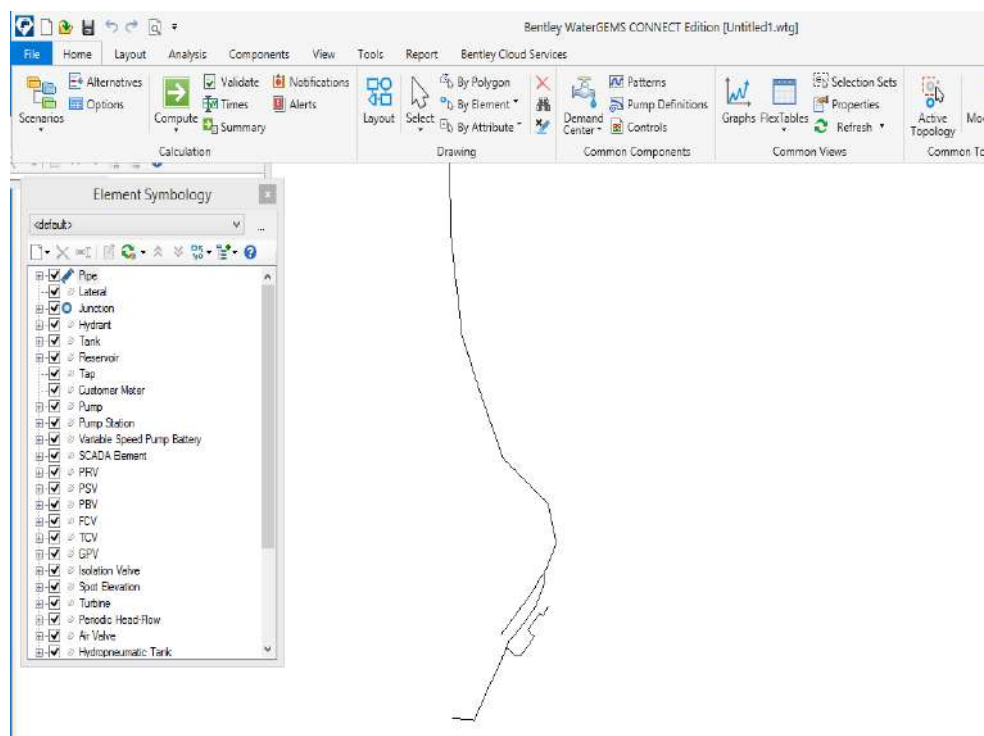 Bentley WaterGEMS CONNECT Edition [Untitled1.wtg]
File Home Layout Analysis Components View Tools Report Bentley Cloud Services
Scenarios
Alternatives
Options
Compute
Validate
Times
Summary
Notifications
Alerts
Calculation
Layout
Select
By Polygon
By Element
By Attribute
Drawing
Demand
Center
Patterns
Pump Definitions
Controls
Common Components
Graphs
FlexTables
Selection Sets
Properties
Refresh
Common Views
Active
Topology
Mo
Common To
Element Symbology
<default>
Pipe
Lateral
Junction
Hydrant
Tank
Reservoir
Tap
Customer Meter
Pump
Pump Station
Variable Speed Pump Battery
SCADA Element
PRV
PSV
PBV
FCV
TCV
GPV
Isolation Valve
Spot Elevation
Turbine
Periodic Head-Flow
Air Valve
Hydropneumatic Tank